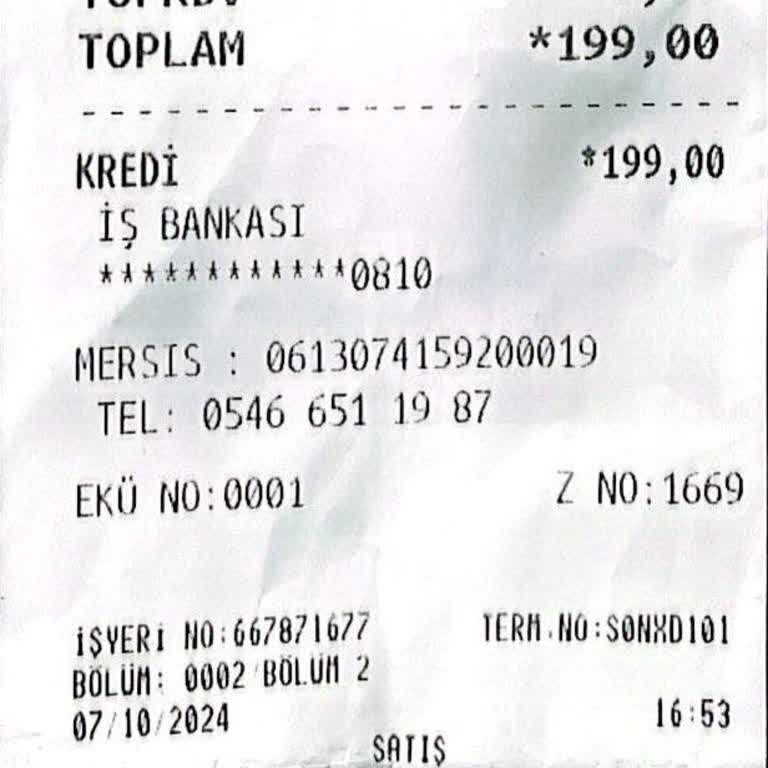 TOPKDV
TOPLAM *199,00
KREDİ *199,00
İŞ BANKASI
************0810
MERSIS : 0613074159200019
TEL: 0546 651 19 87
EKÜ NO:0001 Z NO:1669
İŞYERİ NO:667871677 TERM.NO:S0NXD101
BÖLÜM: 0002 BÖLÜM 2
07/10/2024 16:53
SATIŞ